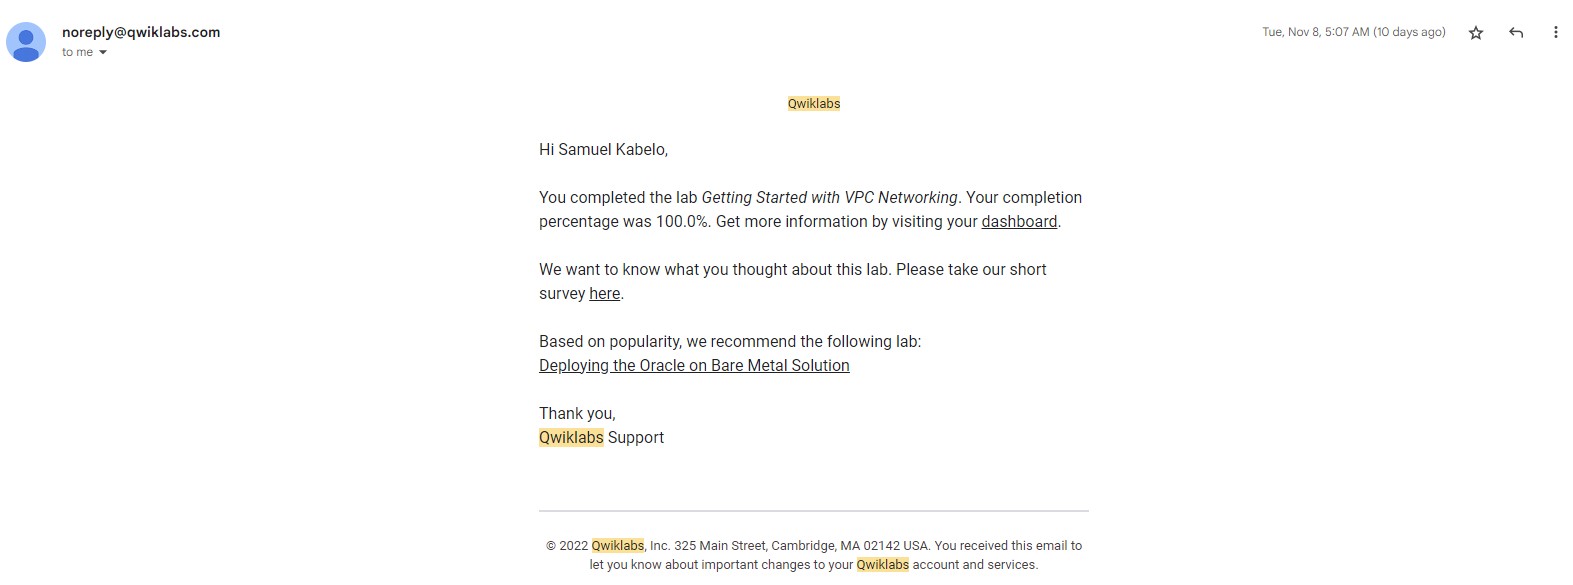 noreply@qwiklabs.com
Tue, Nov 8, 5:07 AM (10 days ago)
to me
Qwiklabs
Hi Samuel Kabelo,
You completed the lab Getting Started with VPC Networking. Your completion
percentage was 100.0%. Get more information by visiting your dashboard.
We want to know what you thought about this lab. Please take our short
survey here.
Based on popularity, we recommend the following lab:
Deploying the Oracle on Bare Metal Solution
Thank you,
Qwiklabs Support
© 2022 Qwiklabs, Inc. 325 Main Street, Cambridge, MA 02142 USA. You received this email to
let you know about important changes to your Qwiklabs account and services.